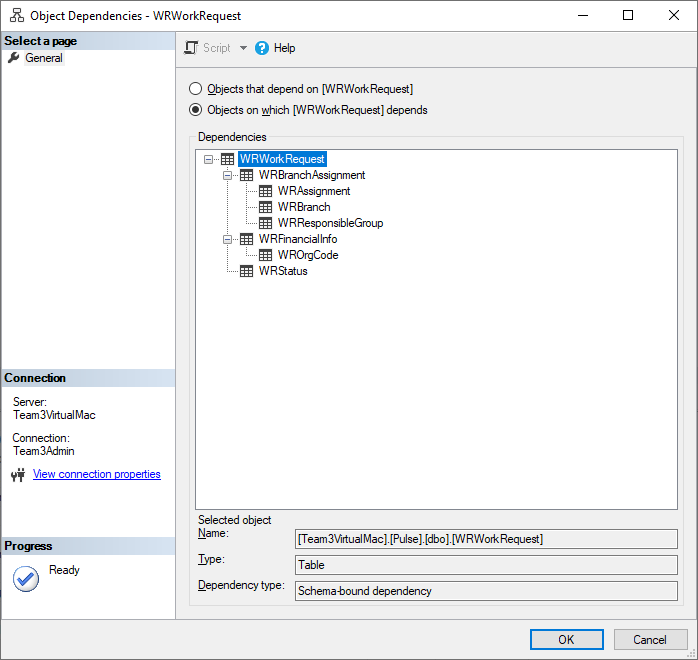 Object Dependencies - WRWorkRequest
Select a page
General
Script
Help
Objects that depend on [WRWorkRequest]
Objects on which [WRWorkRequest] depends
Dependencies
WRWorkRequest
WRBranchAssignment
WRAssignment
WRBranch
WRResponsibleGroup
WRFinancialInfo
WROrgCode
WRStatus
Connection
Server:
Team3VirtualMac
Connection:
Team3Admin
View connection properties
Progress
Ready
Selected object
Name:
[Team3VirtualMac].[Pulse].[dbo].[WRWorkRequest]
Type:
Table
Dependency type:
Schema-bound dependency
OK
Cancel